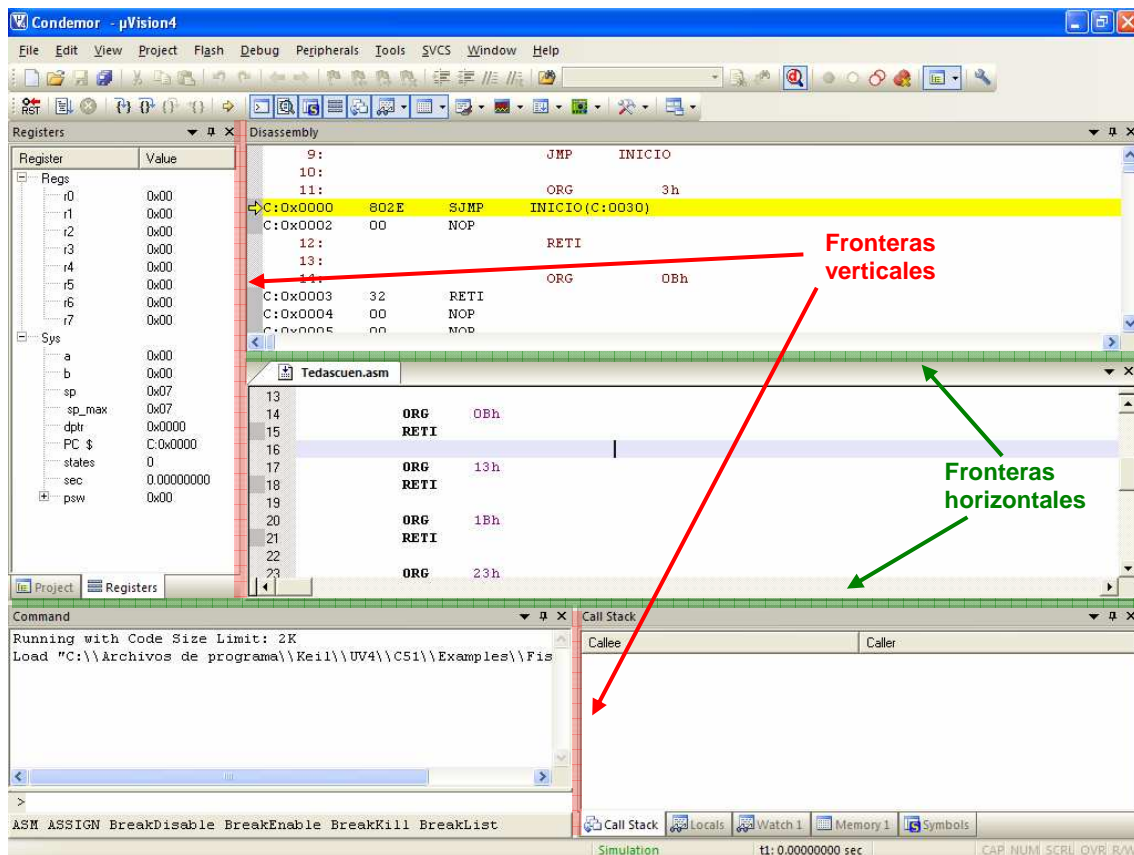 Condemor - µVision4
File Edit View Project Flash Debug Peripherals Tools SVCS Window Help
RST
Registers
Register Value
Regs
r0 0x00
r1 0x00
r2 0x00
r3 0x00
r4 0x00
r5 0x00
r6 0x00
r7 0x00
Sys
a 0x00
b 0x00
sp 0x07
sp_max 0x07
dptr 0x0000
PC $ C:0x0000
states 0
sec 0.00000000
psw 0x00
Project Registers
Disassembly
9: JMP INICIO
10:
11: ORG 3h
C:0x0000 802E SJMP INICIO(C:0030)
C:0x0002 00 NOP
12: RETI
13:
14: ORG 0Bh
C:0x0003 32 RETI
C:0x0004 00 NOP
C:0x0005 00 NOP
Fronteras
verticales
Tedascuen.asm
13
14 ORG 0Bh
15 RETI
16
17 ORG 13h
18 RETI
19
20 ORG 1Bh
21 RETI
22
23 ORG 23h
Fronteras
horizontales
Command
Running with Code Size Limit: 2K
Load "C:\\Archivos de programa\\Keil\\UV4\\C51\\Examples\\Fis
>
ASM ASSIGN BreakDisable BreakEnable BreakKill BreakList
Call Stack
Callee Caller
Call Stack Locals Watch 1 Memory 1 Symbols
Simulation t1: 0.00000000 sec CAP NUM SCRL OVR R/W